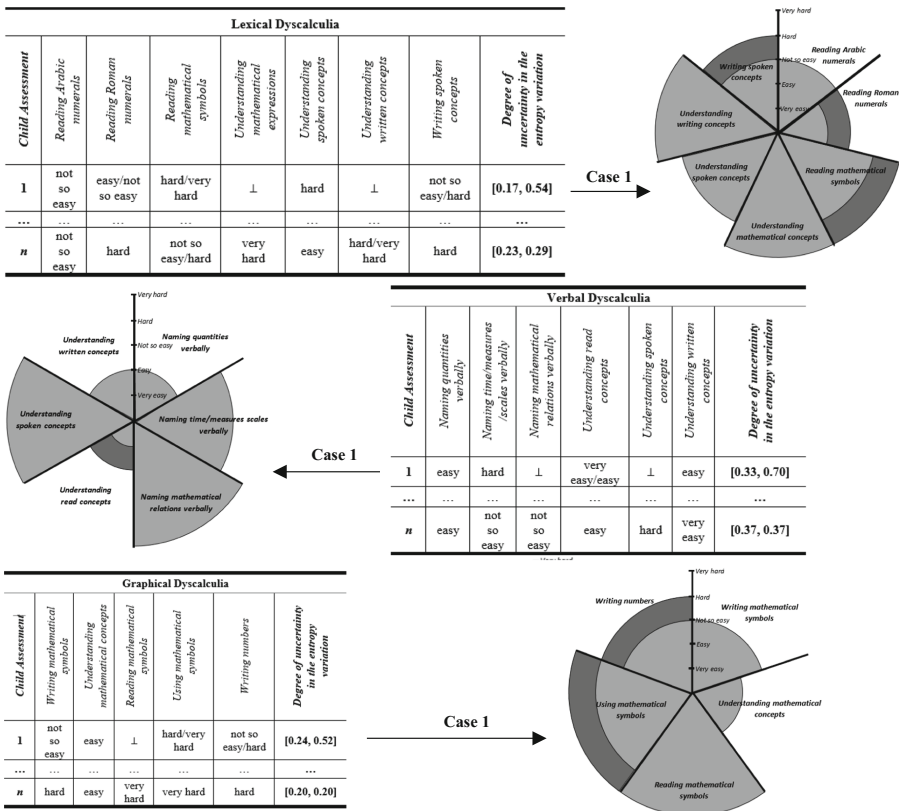 Lexical Dyscalculia
Child Assessment
Reading Arabic
numerals
Reading Roman
numerals
Reading
mathematical
symbols
Understanding
mathematical
expressions
Understanding
spoken concepts
Understanding
written concepts
Writing spoken
concepts
Degree of
uncertainty in the
entropy variation
1
not
so
easy
easy/not
so easy
hard/very
hard
⊥
hard
⊥
not so
easy/hard
[0.17, 0.54]
... ... ... ... ... ... ... ... ...
n
not
so
easy
hard
not so
easy/hard
very
hard
easy
hard/very
hard
hard
[0.23, 0.29]
Case 1
Very hard
Hard
Not so easy
Easy
Very easy
Reading Arabic
numerals
Reading Roman
numerals
Reading mathematical
symbols
Understanding
mathematical concepts
Understanding
spoken concepts
Understanding
writing concepts
Writing spoken
concepts
Very hard
Hard
Not so easy
Easy
Very easy
Understanding
written concepts
Naming quantities
verbally
Understanding
spoken concepts
Naming time/measures scales
verbally
Understanding
read concepts
Naming mathematical
relations verbally
Case 1
Verbal Dyscalculia
Child Assessment
Naming quantities
verbally
Naming time/measures
/scales verbally
Naming mathematical
relations verbally
Understanding read
concepts
Understanding spoken
concepts
Understanding written
concepts
Degree of uncertainty
in the entropy
variation
1
easy
hard
⊥
very
easy/easy
⊥
easy
[0.33, 0.70]
... ... ... ... ... ... ... ...
n
easy
not
so
easy
not
so
easy
easy
hard
very
easy
[0.37, 0.37]
Graphical Dyscalculia
Child Assessment
Writing mathematical
symbols
Understanding
mathematical concepts
Reading mathematical
symbols
Using mathematical
symbols
Writing numbers
Degree of uncertainty
in the entropy
variation
1
not
so
easy
easy
⊥
hard/very
hard
not so
easy/hard
[0.24, 0.52]
... ... ... ... ... ... ...
n
hard
easy
very
hard
very hard
hard
[0.20, 0.20]
Case 1
Very hard
Hard
Not so easy
Easy
Very easy
Writing numbers
Writing mathematical
symbols
Using mathematical
symbols
Understanding mathematical
concepts
Reading mathematical
symbols